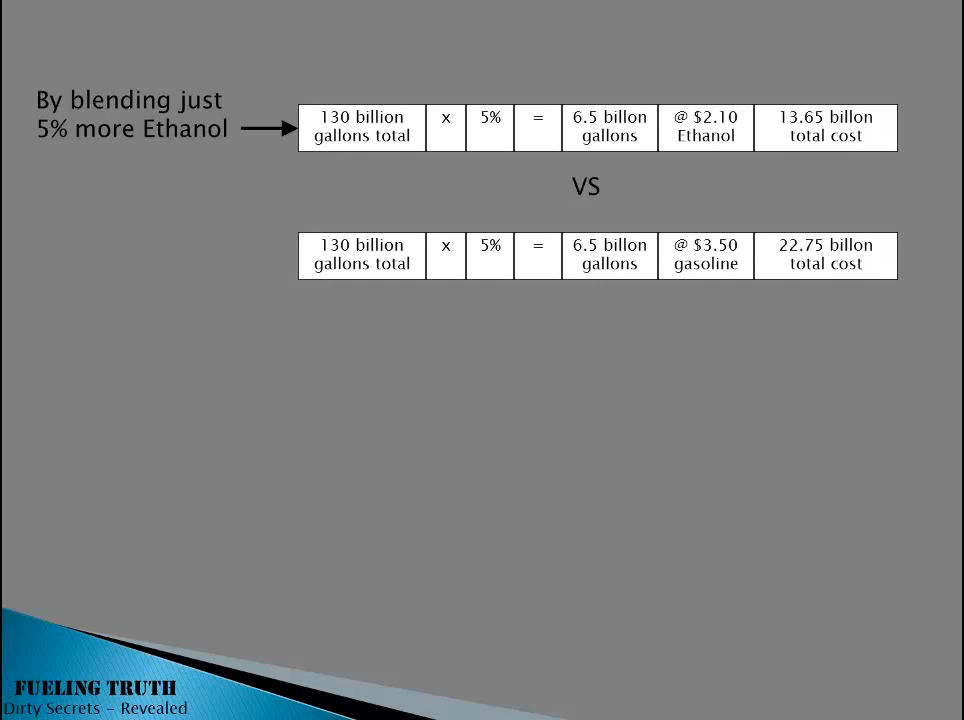 By blending just
5% more Ethanol
130 billion gallons total x 5% = 6.5 billon gallons @ $2.10 Ethanol 13.65 billon total cost
VS
130 billion gallons total x 5% = 6.5 billon gallons @ $3.50 gasoline 22.75 billon total cost
FUELING TRUTH
Dirty Secrets - Revealed